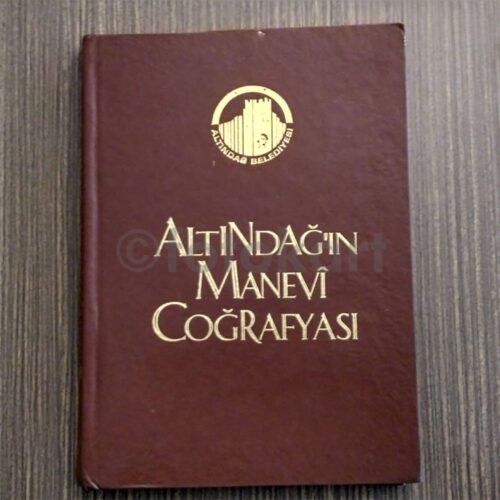 ALTINDAĞ BELEDİYESİ
ALTINDAĞ'IN
MANEVÎ
COĞRAFYASI